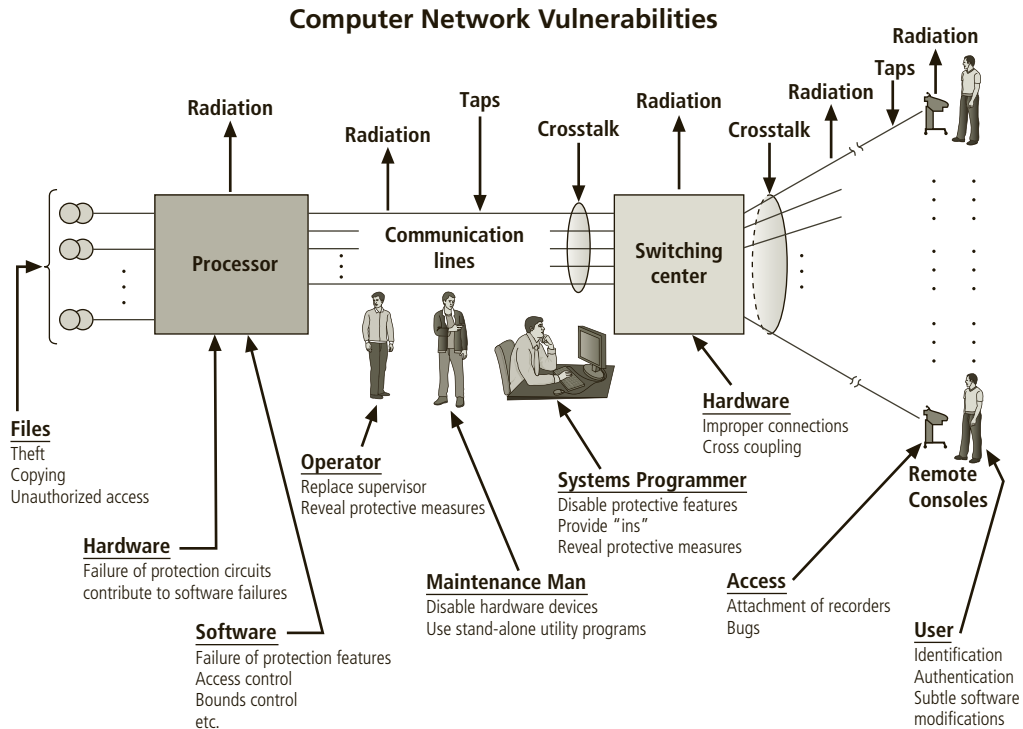 Computer Network Vulnerabilities
Radiation
Taps
Radiation
Radiation
Taps
Radiation
Radiation
Crosstalk
Crosstalk
Processor
Communication
lines
Switching
center
Files
Theft
Copying
Unauthorized access
Hardware
Failure of protection circuits
contribute to software failures
Software
Failure of protection features
Access control
Bounds control
etc.
Operator
Replace supervisor
Reveal protective measures
Maintenance Man
Disable hardware devices
Use stand-alone utility programs
Systems Programmer
Disable protective features
Provide “ins”
Reveal protective measures
Hardware
Improper connections
Cross coupling
Access
Attachment of recorders
Bugs
Remote
Consoles
User
Identification
Authentication
Subtle software
modifications